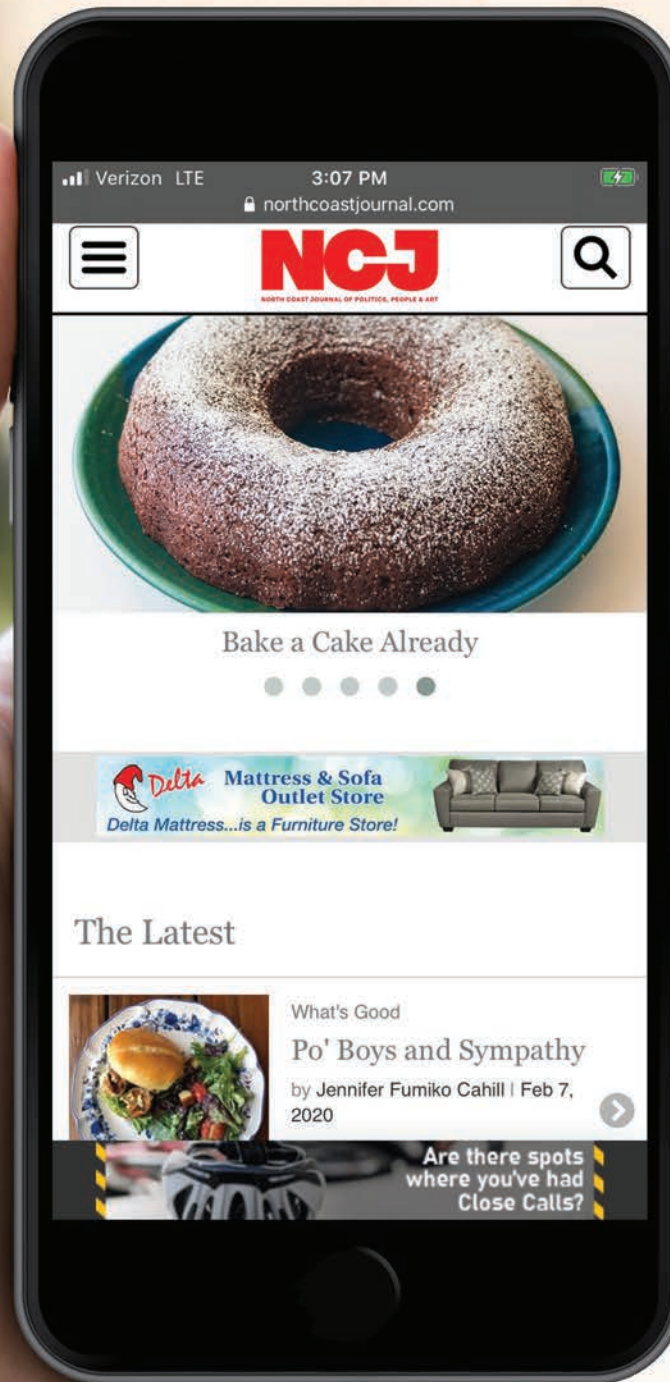 Verizon LTE 3:07 PM
northcoastjournal.com
NCJ
NORTH COAST JOURNAL OF POLITICS, PEOPLE & ART
Bake a Cake Already
Delta Mattress & Sofa
Outlet Store
Delta Mattress...is a Furniture Store!
The Latest
What's Good
Po' Boys and Sympathy
by Jennifer Fumiko Cahill | Feb 7,
2020
Are there spots
where you've had
Close Calls?